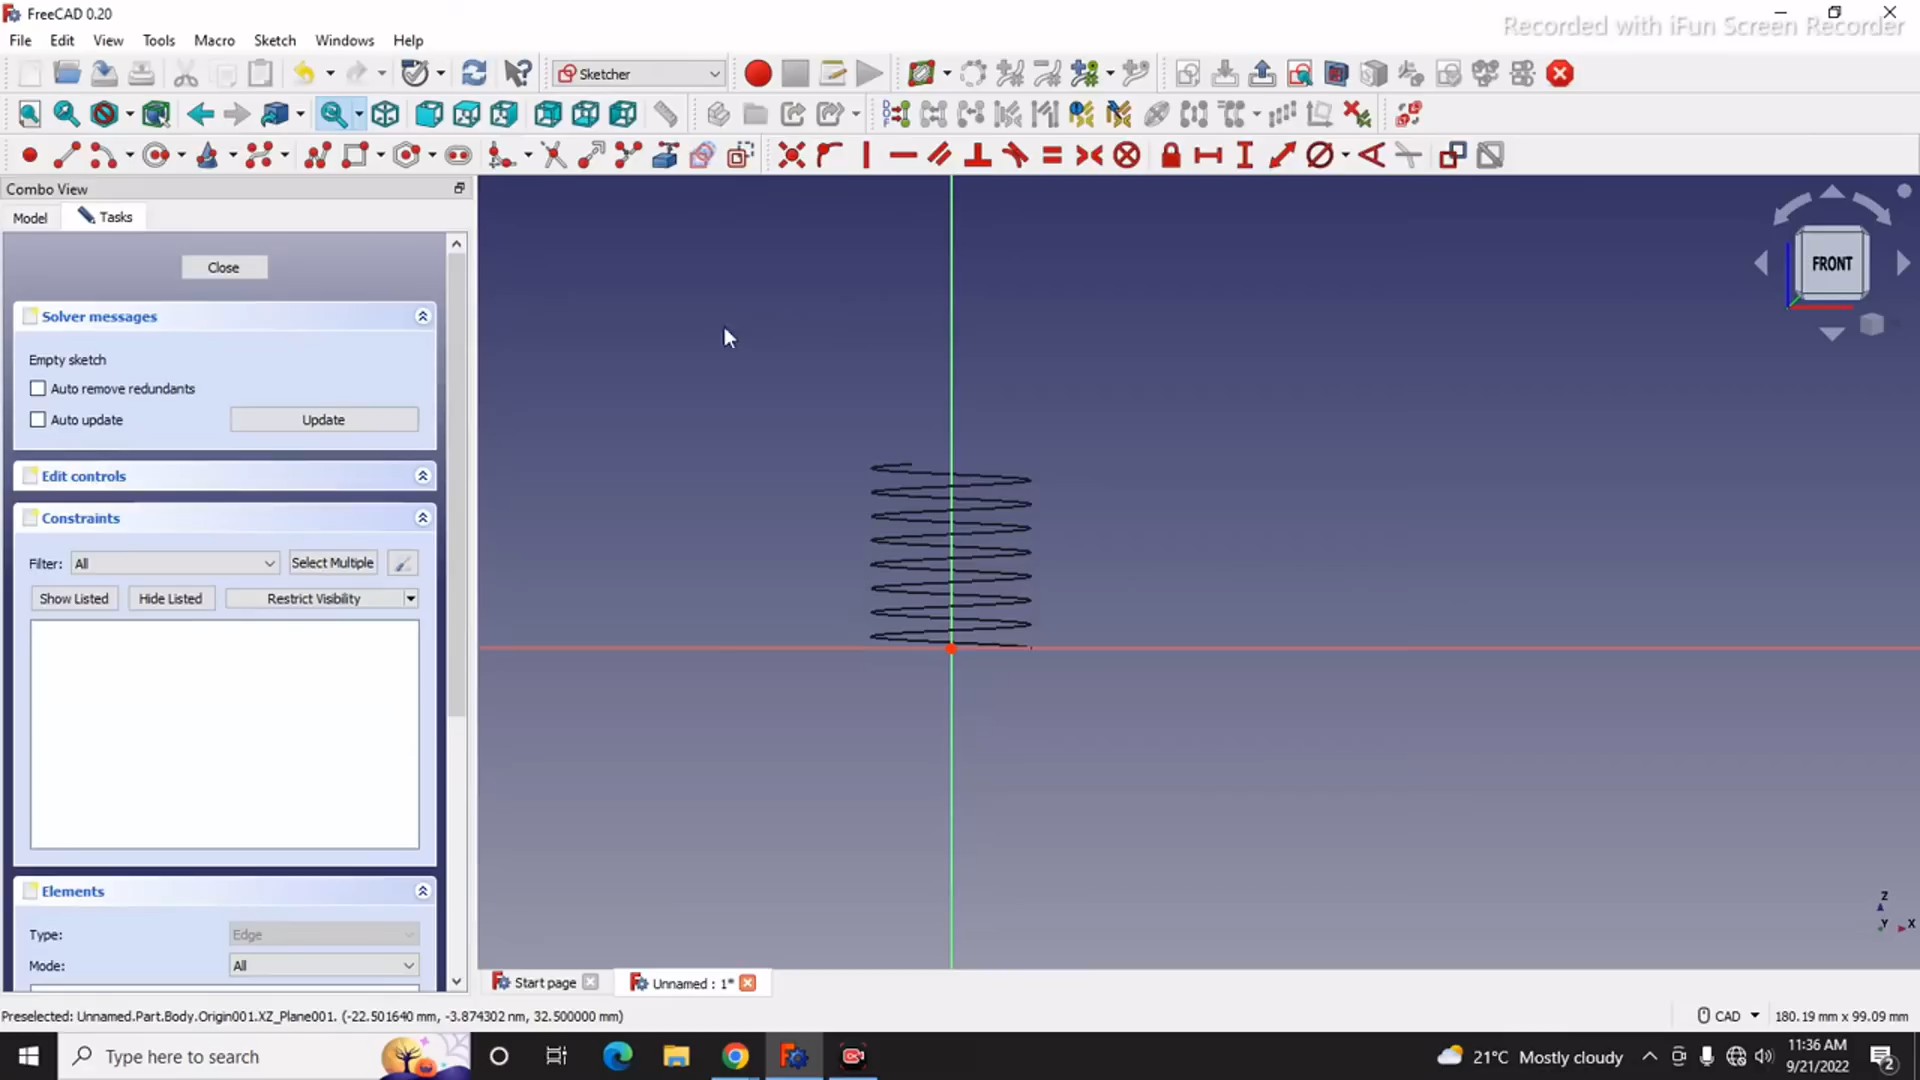 FreeCAD 0.20
Recorded with iFun Screen Recorder
File Edit View Tools Macro Sketch Windows Help
Sketcher
Combo View
Model Tasks
Close
Solver messages
Empty sketch
Auto remove redundants
Auto update Update
Edit controls
Constraints
Filter: All Select Multiple
Show Listed Hide Listed Restrict Visibility
Elements
Type: Edge
Mode: All
FRONT
Z
Y X
Start page Unnamed : 1*
Preselected: Unnamed.Part.Body.Origin001.XZ_Plane001. (-22.501640 mm, -3.874302 nm, 32.500000 mm)
CAD 180.19 mm x 99.09 mm
Type here to search
21°C Mostly cloudy
11:36 AM
9/21/2022
2